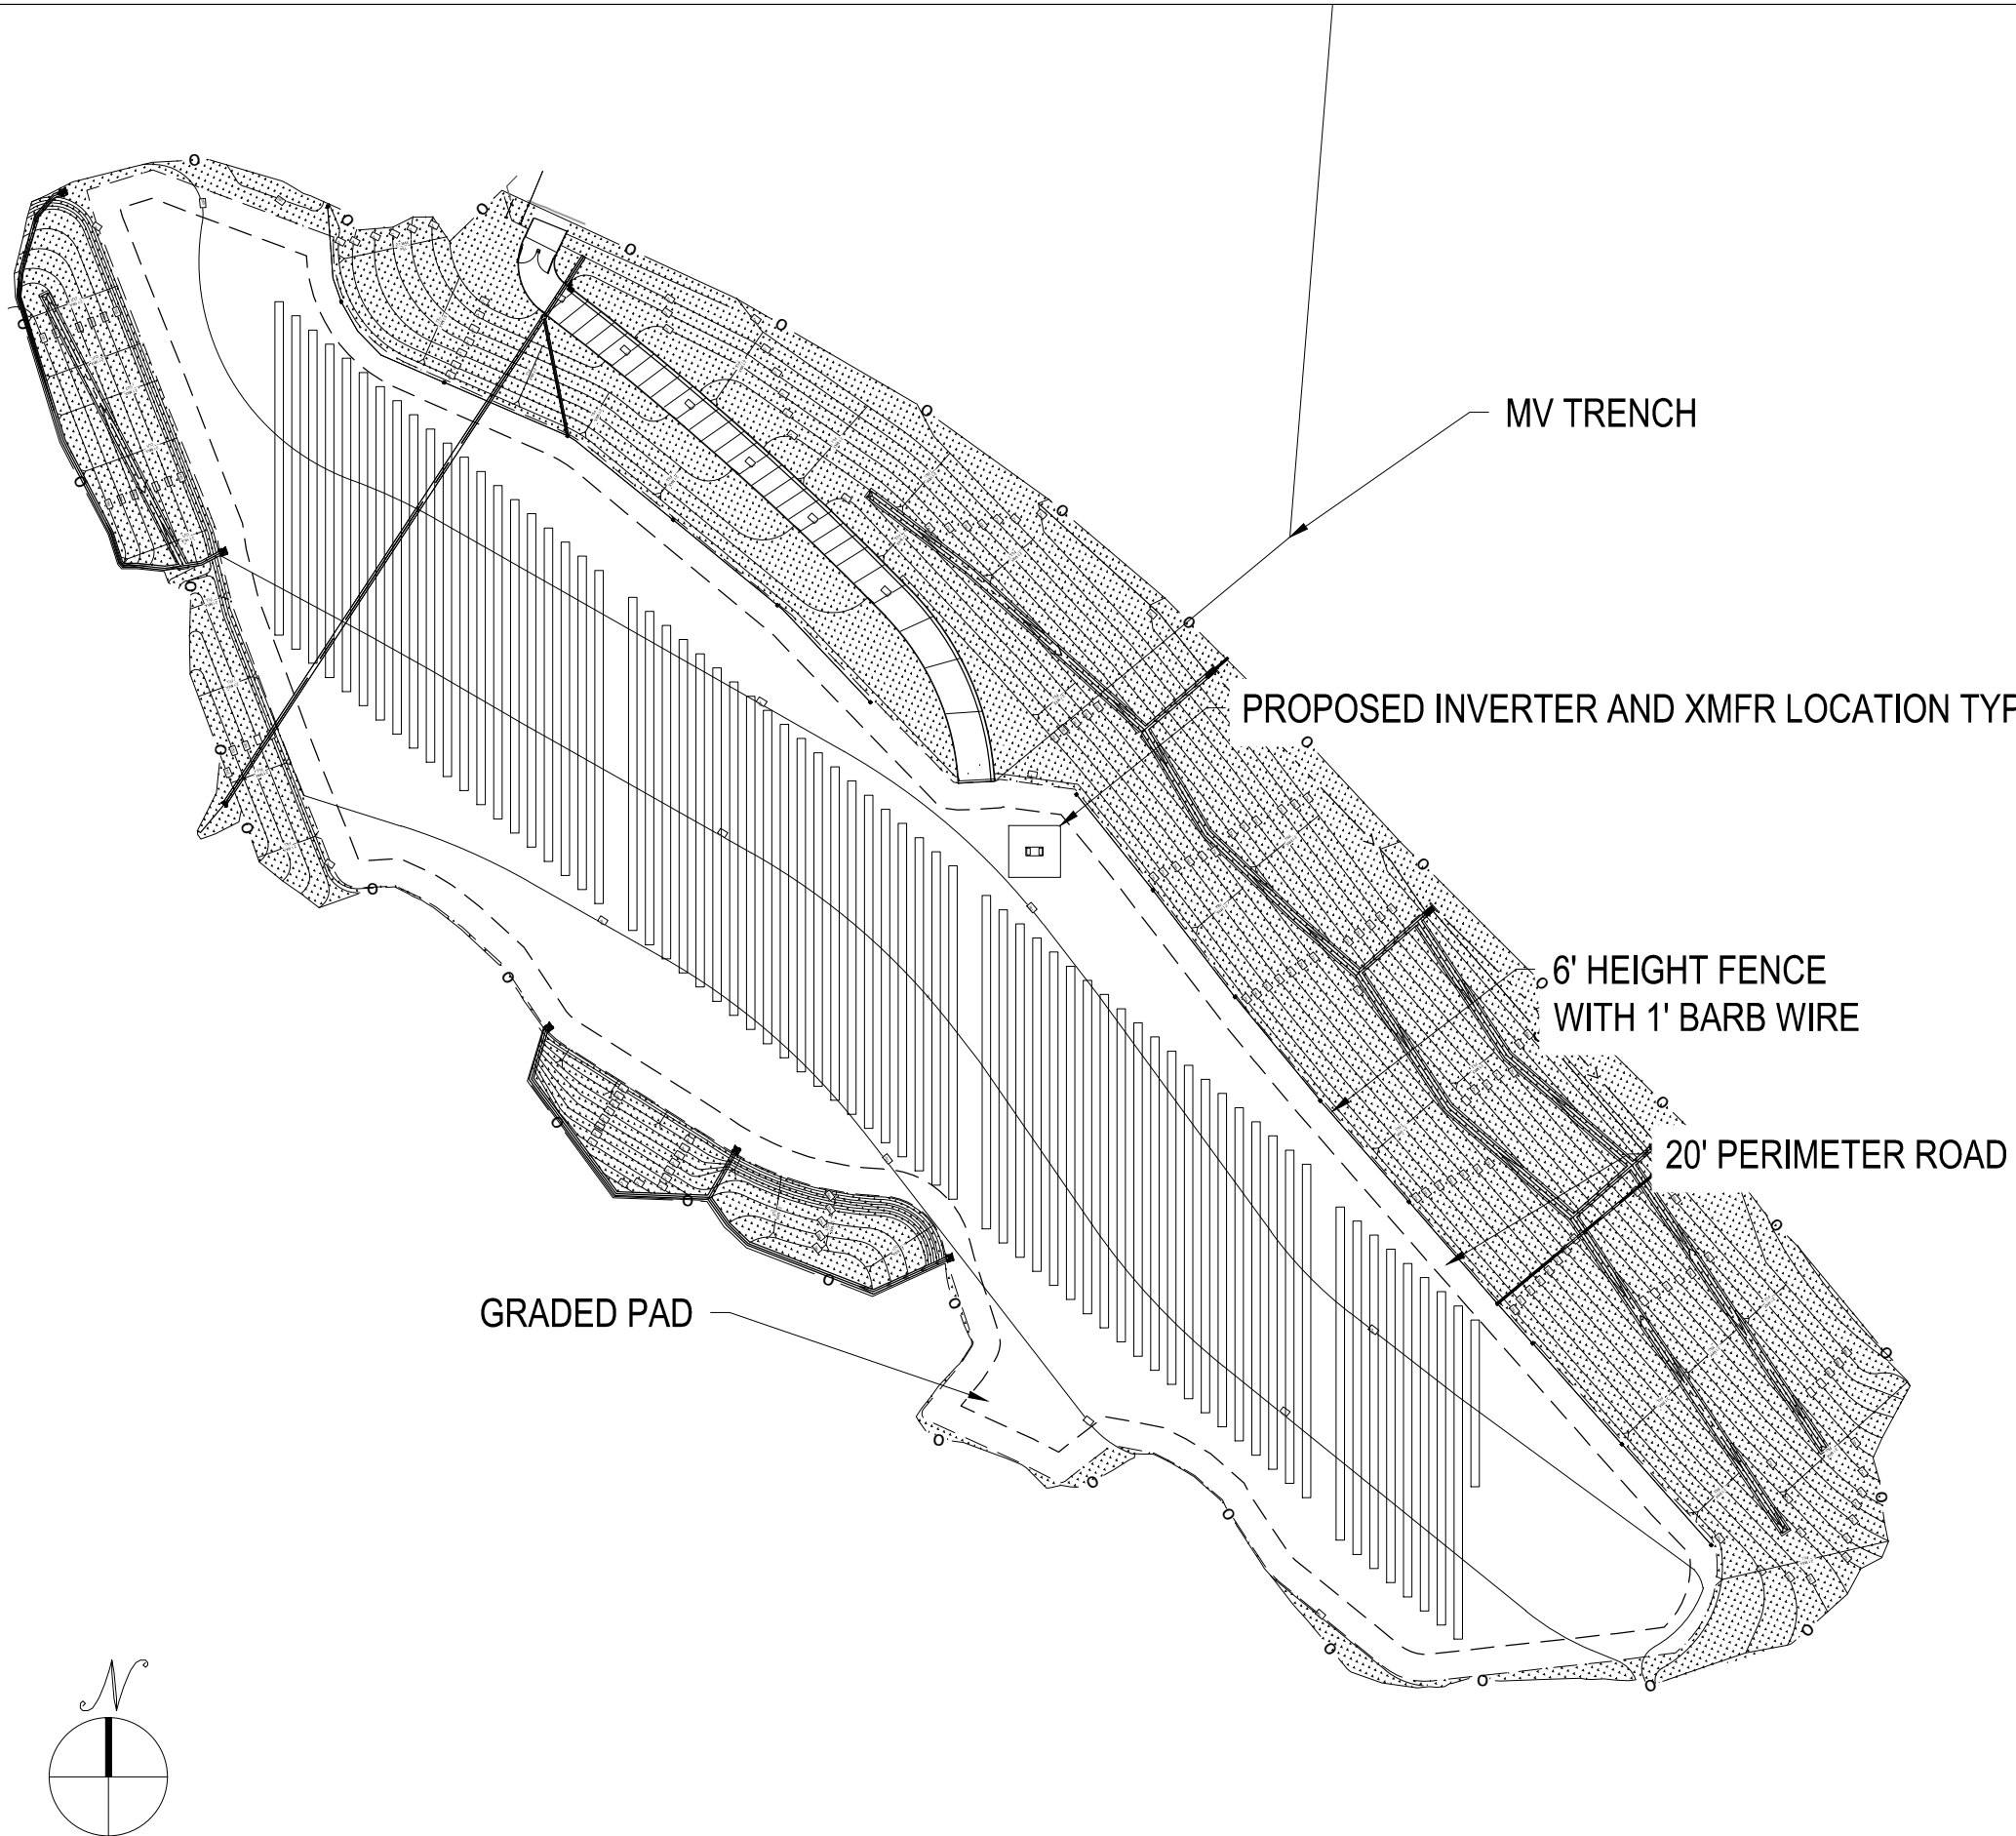 MV TRENCH
PROPOSED INVERTER AND XMFR LOCATION TYP
6' HEIGHT FENCE
WITH 1' BARB WIRE
20' PERIMETER ROAD
GRADED PAD
N